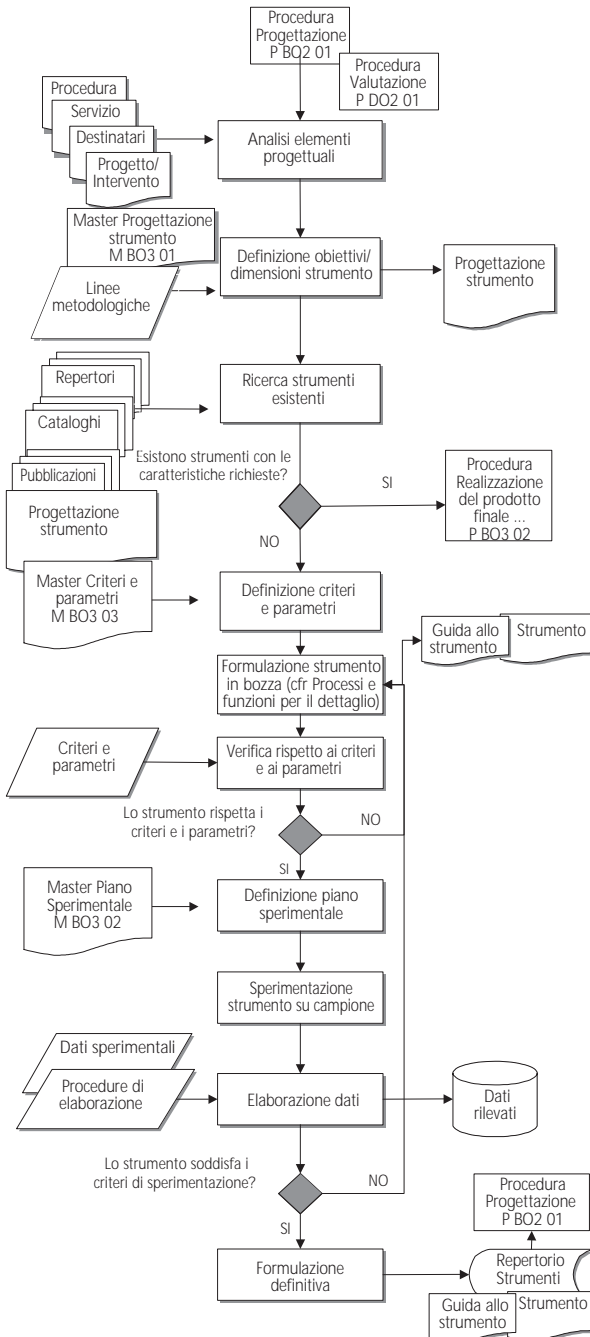 Procedura
Progettazione
P BO2 01
Procedura
Valutazione
P DO2 01
Procedura
Servizio
Destinatari
Progetto/
Intervento
Analisi elementi
progettuali
Master Progettazione
strumento
M BO3 01
Linee
metodologiche
Definizione obiettivi/
dimensioni strumento
Progettazione
strumento
Repertori
Cataloghi
Pubblicazioni
Progettazione
strumento
Ricerca strumenti
esistenti
Esistono strumenti con le
caratteristiche richieste?
SI
Procedura
Realizzazione
del prodotto
finale ...
P BO3 02
NO
Master Criteri e
parametri
M BO3 03
Definizione criteri
e parametri
Guida allo
strumento
Strumento
Formulazione strumento
in bozza (cfr Processi e
funzioni per il dettaglio)
Criteri e
parametri
Verifica rispetto ai criteri
e ai parametri
Lo strumento rispetta i
criteri e i parametri?
NO
SI
Master Piano
Sperimentale
M BO3 02
Definizione piano
sperimentale
Sperimentazione
strumento su campione
Dati sperimentali
Procedure di
elaborazione
Elaborazione dati
Dati
rilevati
Lo strumento soddisfa i
criteri di sperimentazione?
NO
SI
Procedura
Progettazione
P BO2 01
Formulazione
definitiva
Repertorio
Strumenti
Guida allo
strumento
Strumento